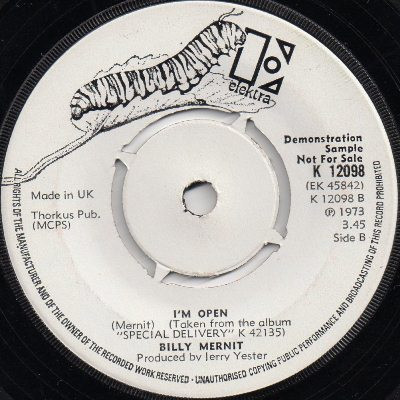 elektra
Demonstration
Sample
Not For Sale
K 12098
(EK 45842)
K 12098 B
℗ 1973
3.45
Side B
Made in UK
Thorkus Pub.
(MCPS)
I'M OPEN
(Mernit) (Taken from the album
"SPECIAL DELIVERY" K 42135)
BILLY MERNIT
Produced by Jerry Yester
ALL RIGHTS OF THE MANUFACTURER AND OF THE OWNER OF THE RECORDED WORK RESERVED · UNAUTHORISED COPYING PUBLIC PERFORMANCE AND BROADCASTING OF THIS RECORD PROHIBITED